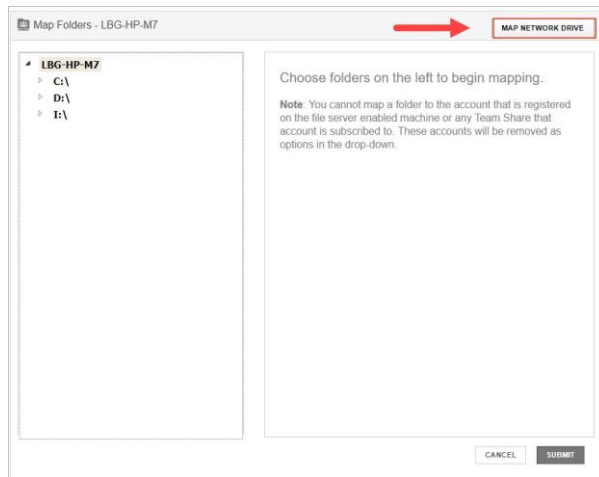 Map Folders - LBG-HP-M7
MAP NETWORK DRIVE
LBG-HP-M7
C:\
D:\
I:\
Choose folders on the left to begin mapping.
Note: You cannot map a folder to the account that is registered
on the file server enabled machine or any Team Share that
account is subscribed to. These accounts will be removed as
options in the drop-down.
CANCEL
SUBMIT